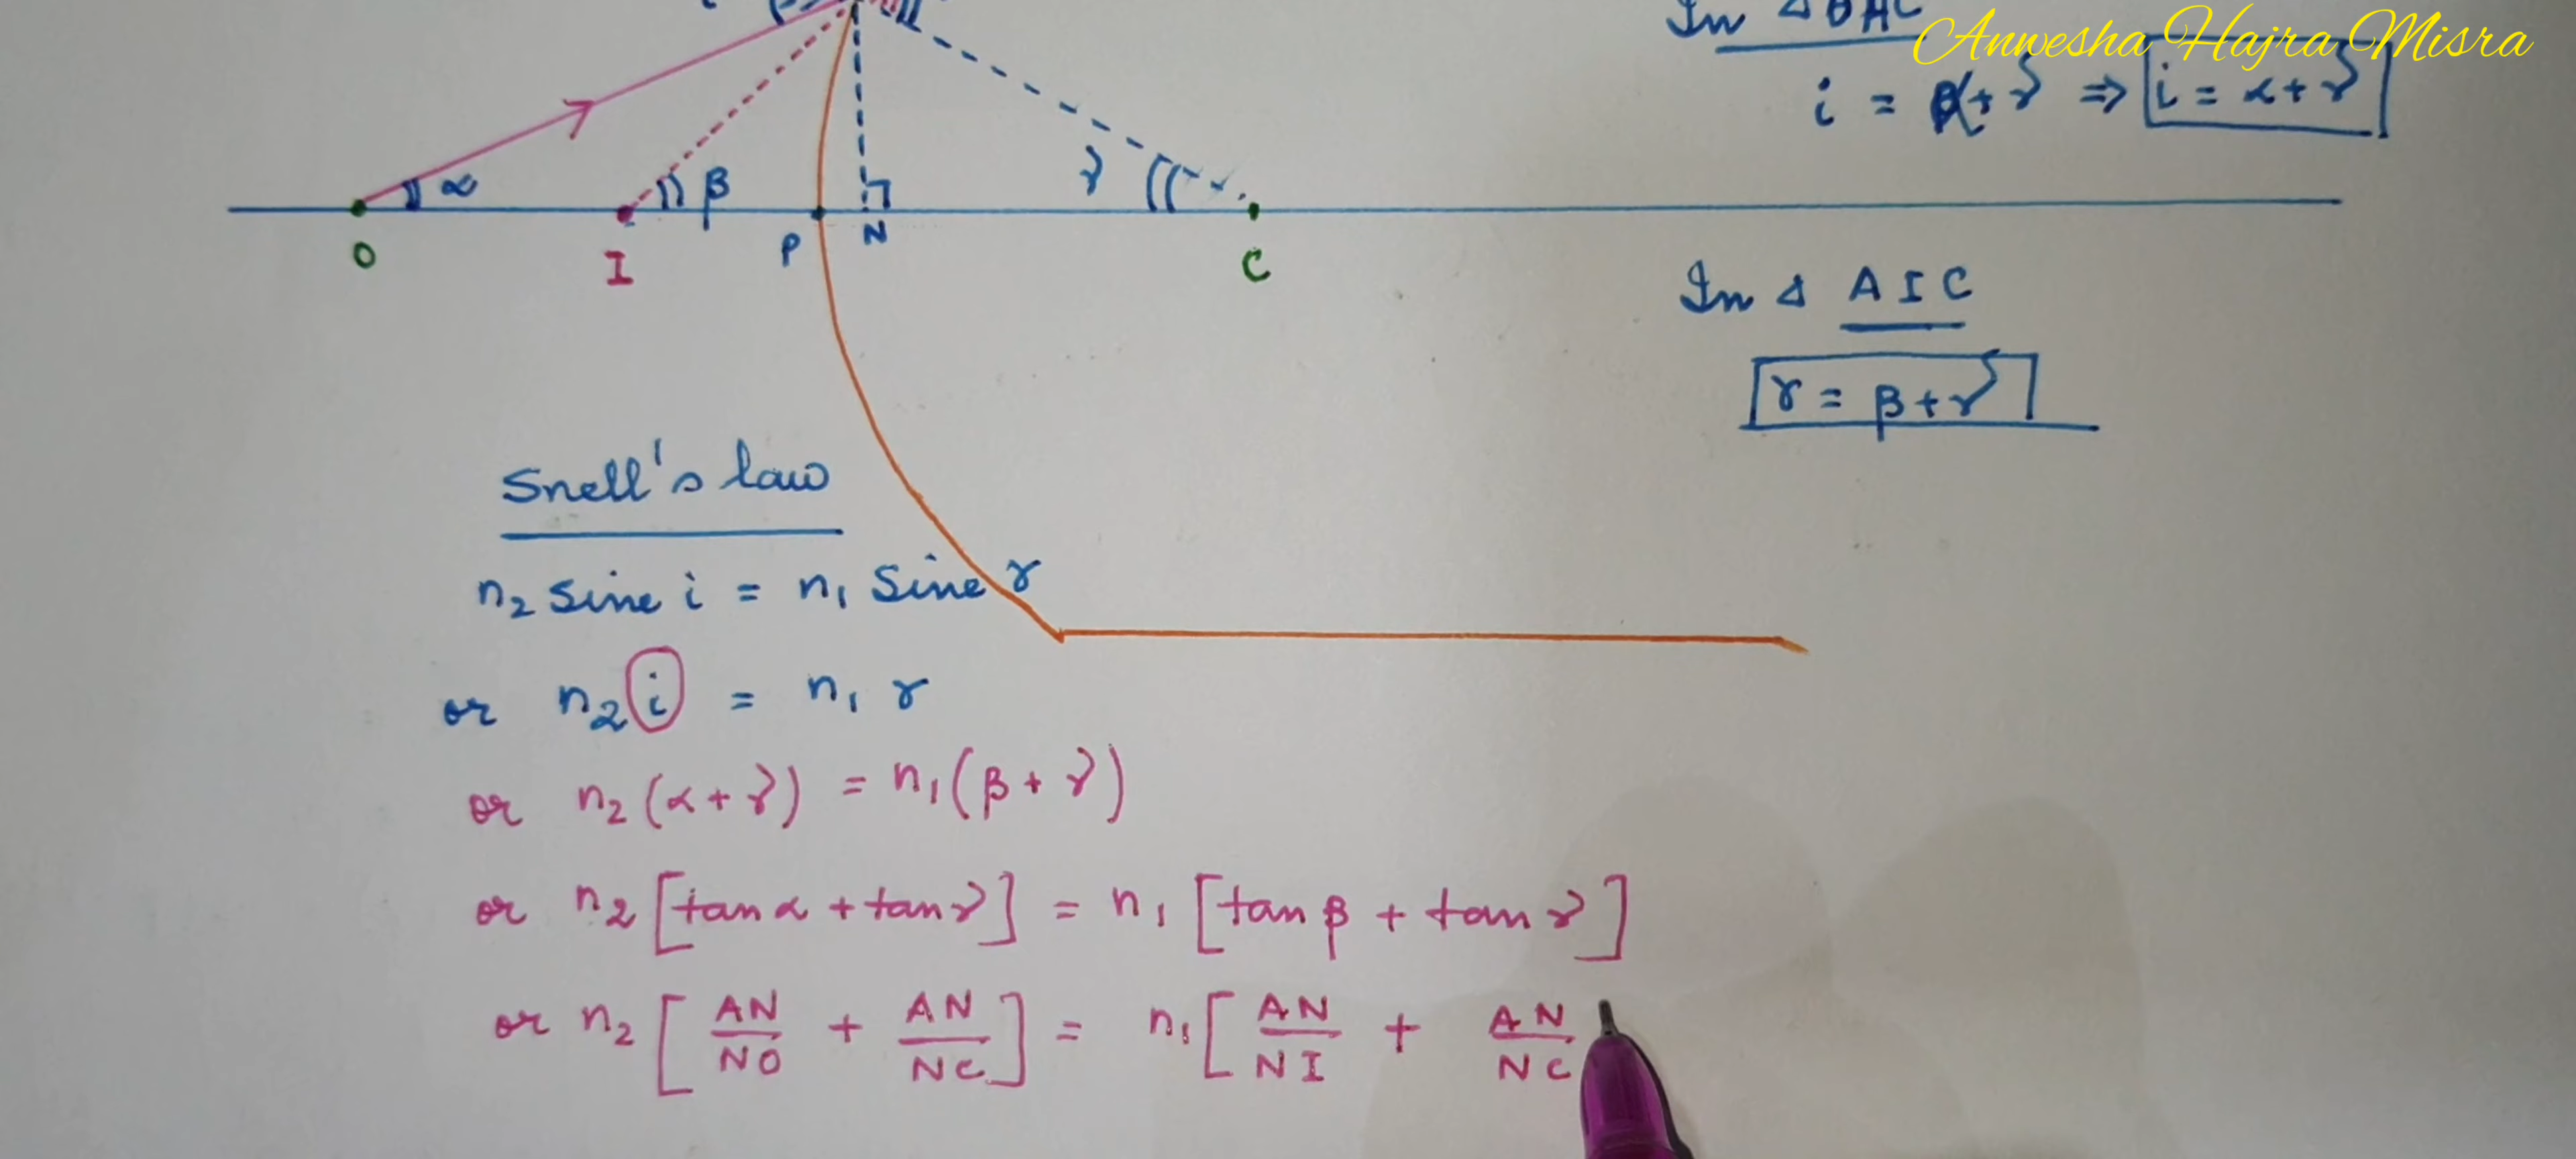 In Δ OAC
Anwesha Hajra Misra
i = α + γ ⇒ i = α + γ
α
β
γ
O
I
P
N
C
In Δ AIC
r = β + γ
Snell's law
n₂ sine i = n₁ sine r
or n₂ i = n₁ r
or n₂ (α + γ) = n₁ (β + γ)
or n₂ [tan α + tan γ] = n₁ [tan β + tan γ]
or n₂ [AN/NO + AN/NC] = n₁ [AN/NI + AN/NC